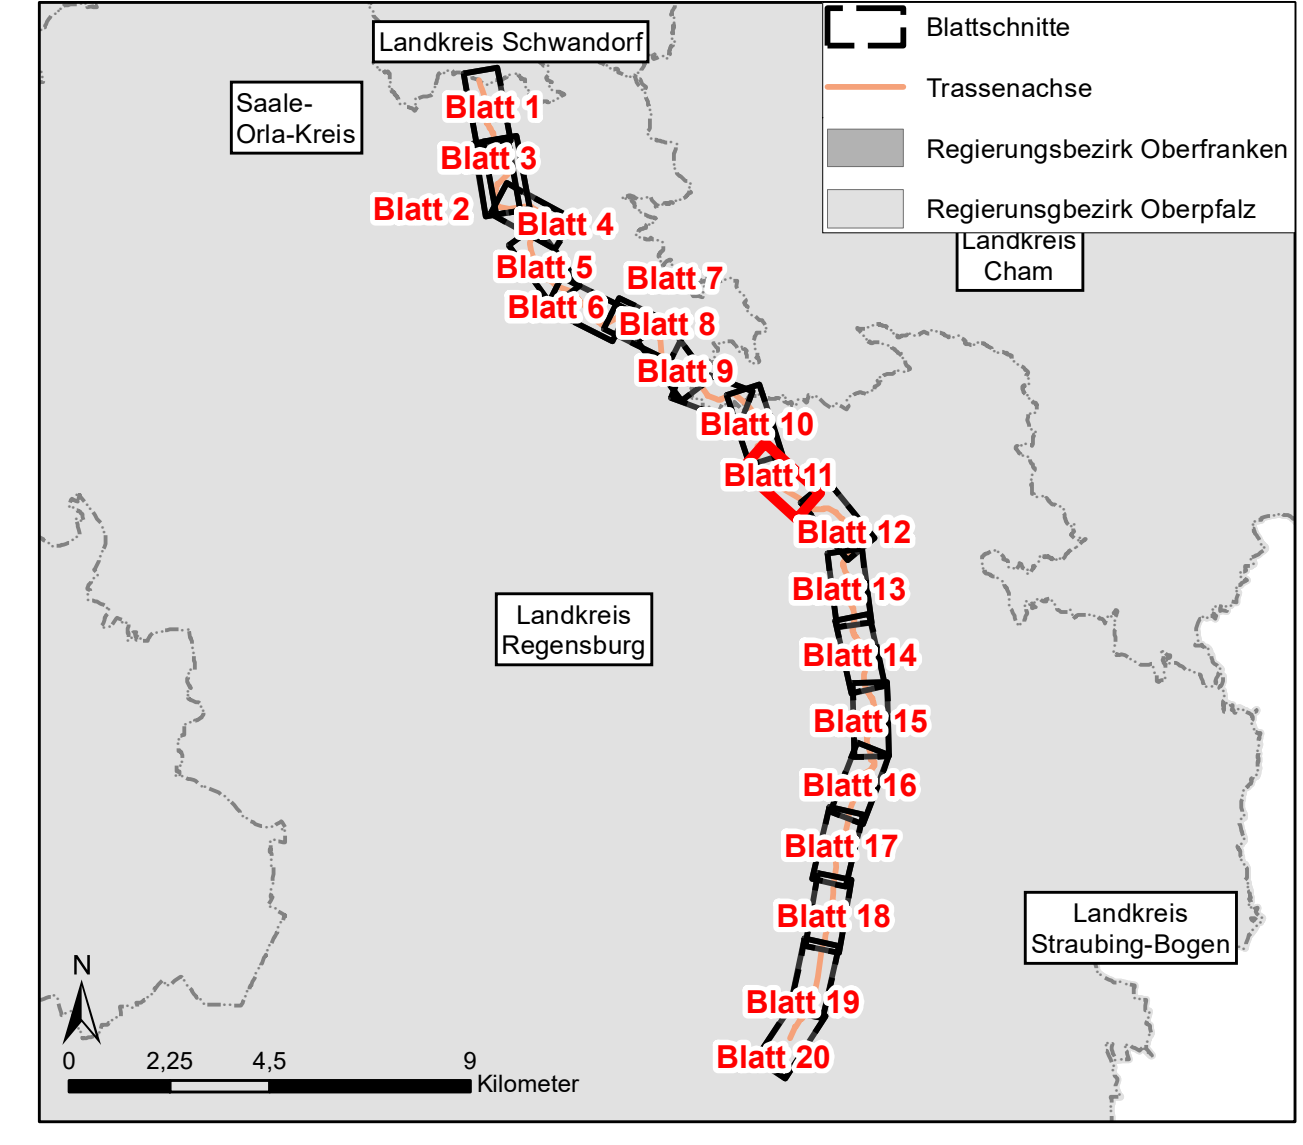 Landkreis Schwandorf
Saale-
Orla-Kreis
Blattschnitte
Trassenachse
Regierungsbezirk Oberfranken
Regierunsgbezirk Oberpfalz
Landkreis
Cham
Blatt 1
Blatt 3
Blatt 2
Blatt 4
Blatt 5
Blatt 7
Blatt 6
Blatt 8
Blatt 9
Blatt 10
Blatt 11
Blatt 12
Blatt 13
Landkreis
Regensburg
Blatt 14
Blatt 15
Blatt 16
Blatt 17
Blatt 18
Landkreis
Straubing-Bogen
Blatt 19
Blatt 20
N
0 2,25 4,5 9
Kilometer